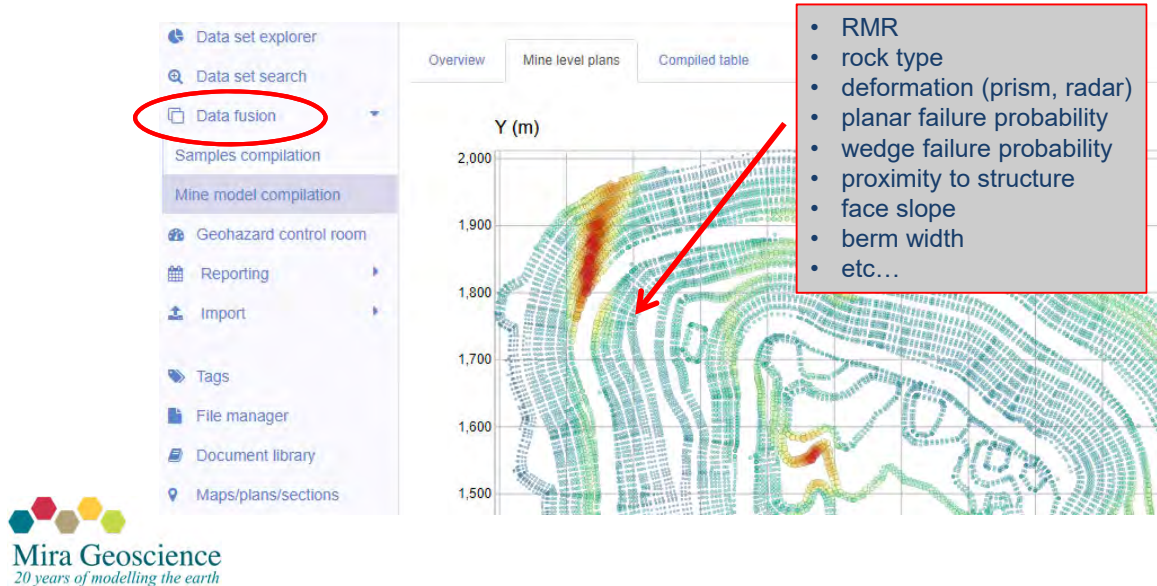 Data set explorer
Data set search
Data fusion
Samples compilation
Mine model compilation
Geohazard control room
Reporting
Import
Tags
File manager
Document library
Maps/plans/sections
Overview
Mine level plans
Compiled table
Y (m)
2,000
1,900
1,800
1,700
1,600
1,500
• RMR
• rock type
• deformation (prism, radar)
• planar failure probability
• wedge failure probability
• proximity to structure
• face slope
• berm width
• etc…
Mira Geoscience
20 years of modelling the earth